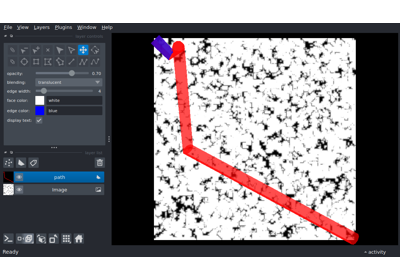 File View Layers Plugins Window Help
opacity: 0.70
blending: translucent
edge width:
face color: white
edge color: blue
display text:
path
Image
activity